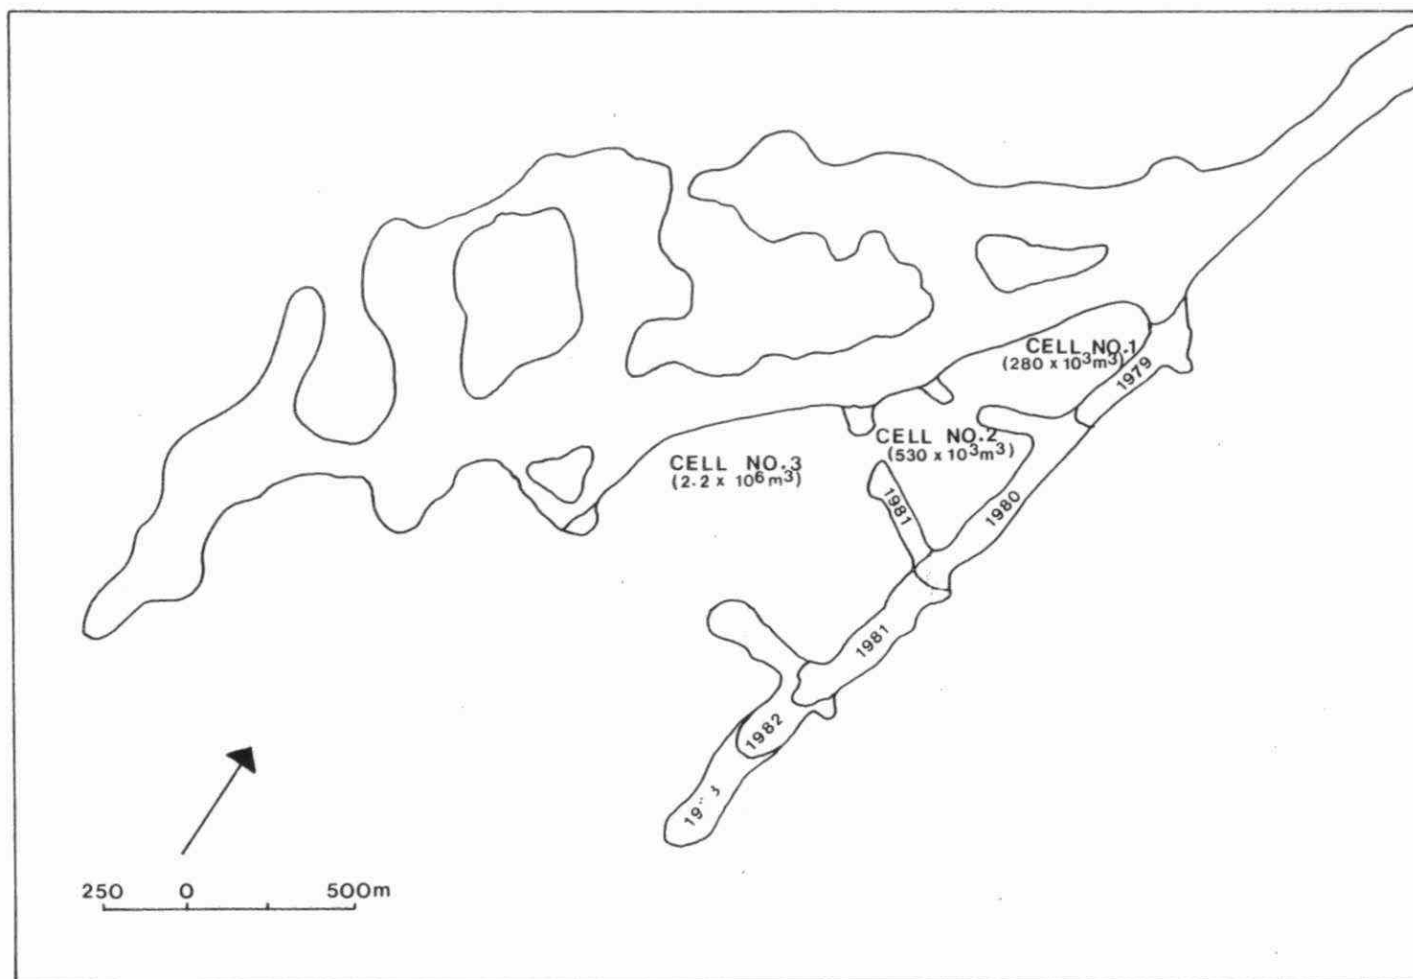 CELL NO.1
(280 x 10³m³)
1979
CELL NO.2
(530 x 10³m³)
CELL NO.3
(2.2 x 10⁶m³)
1981
1980
1981
1982
250 0 500m